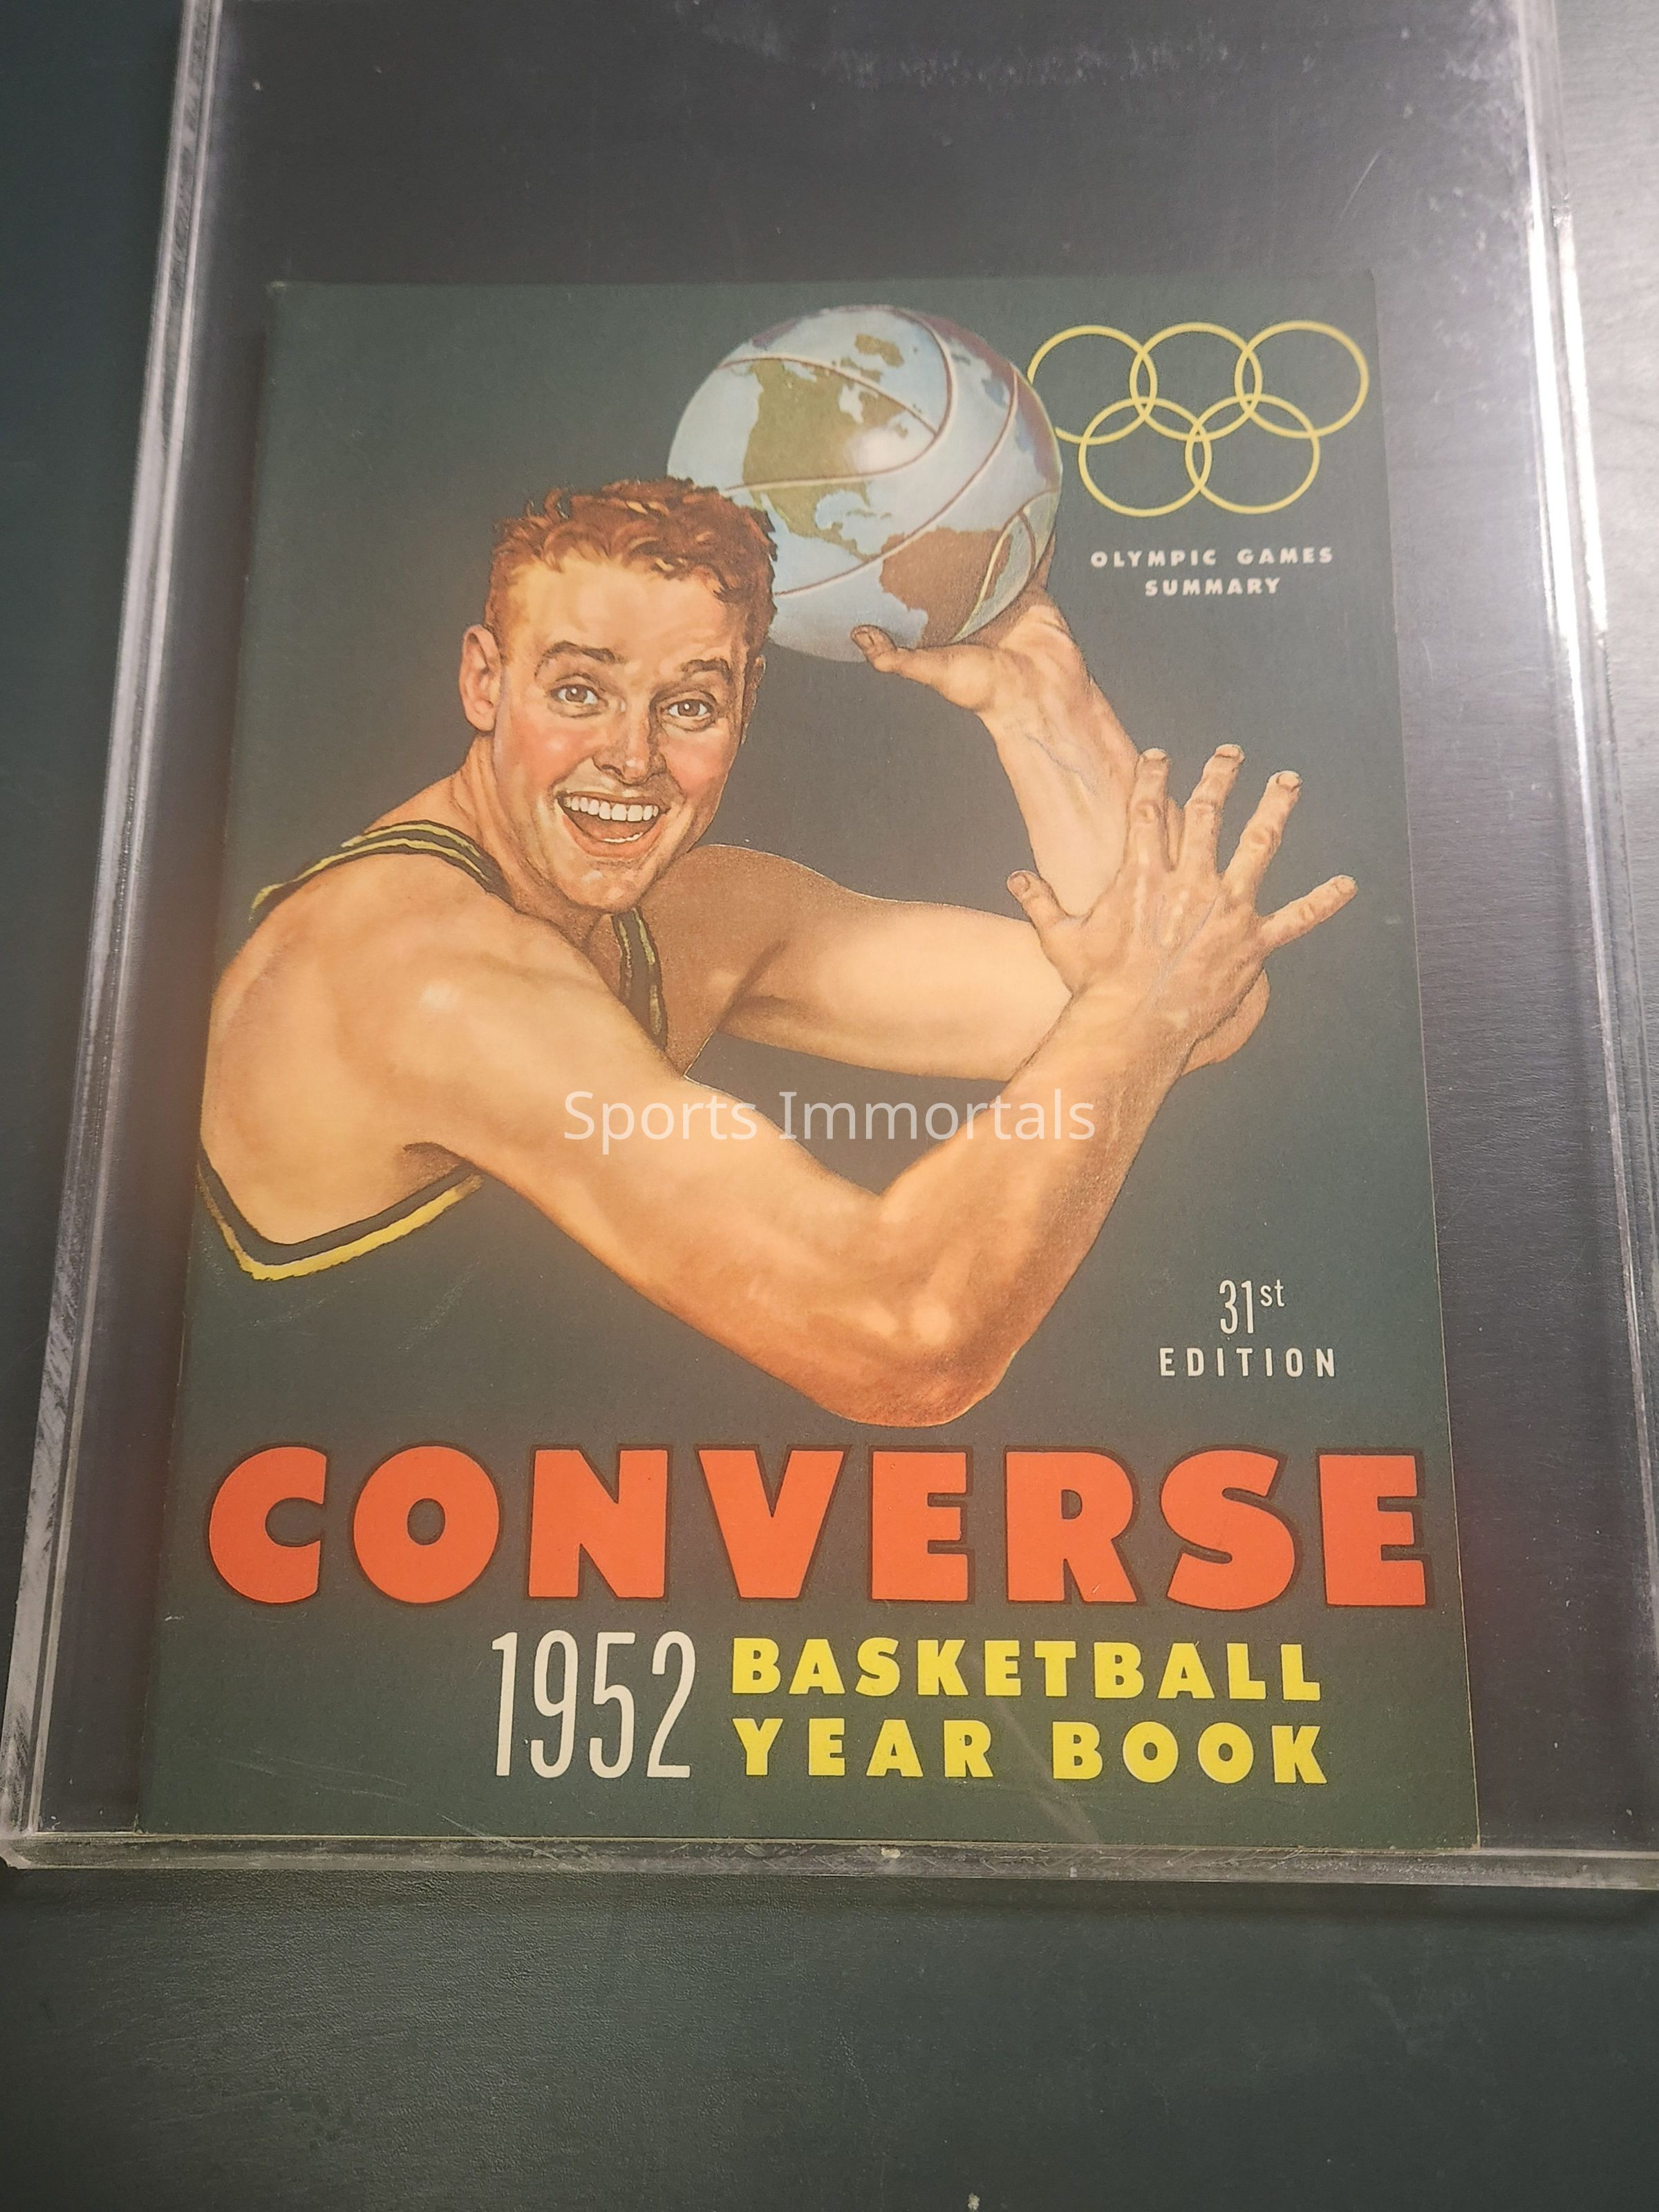 OLYMPIC GAMES
SUMMARY
Sports Immortals
31st
EDITION
CONVERSE
1952 BASKETBALL
YEAR BOOK